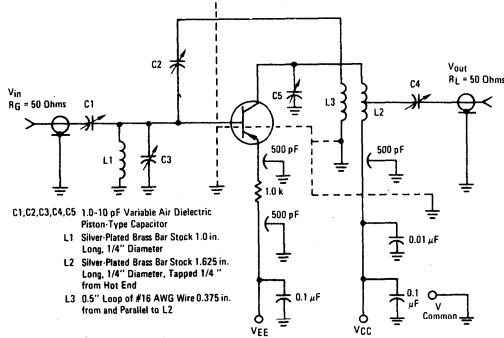 Vin
RG = 50 Ohms
C1
C2
C3
L1
C5
L3
L2
C4
Vout
RL = 50 Ohms
500 pF
500 pF
1.0 k
500 pF
0.01 µF
0.1 µF
0.1
µF
VEE
VCC
V
Common
C1,C2,C3,C4,C5 1.0-10 pF Variable Air Dielectric
Piston-Type Capacitor
L1 Silver-Plated Brass Bar Stock 1.0 in.
Long, 1/4" Diameter
L2 Silver-Plated Brass Bar Stock 1.625 in.
Long, 1/4" Diameter, Tapped 1/4"
from Hot End
L3 0.5" Loop of #16 AWG Wire 0.375 in.
from and Parallel to L2